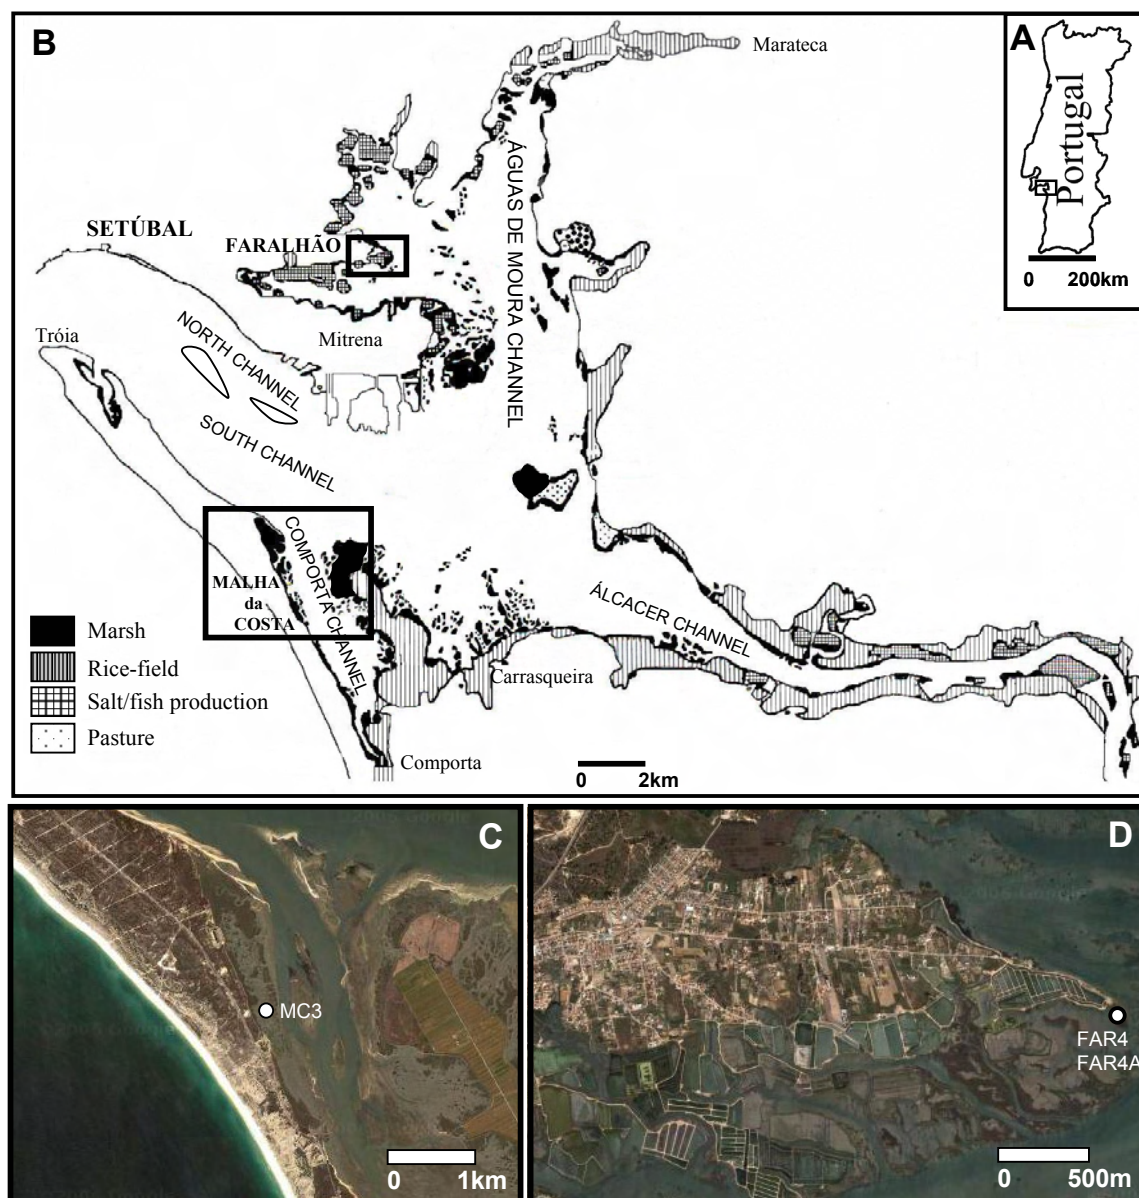 B
Marateca
A
Portugal
0 200km
ÁGUAS DE MOURA CHANNEL
SETÚBAL
FARALHÃO
Tróia
NORTH CHANNEL
Mitrena
SOUTH CHANNEL
COMPORTA CHANNEL
MALHA
da
COSTA
ÁLCACER CHANNEL
Carrasqueira
Marsh
Rice-field
Salt/fish production
Pasture
Comporta
0 2km
C
MC3
0 1km
D
FAR4
FAR4A
0 500m